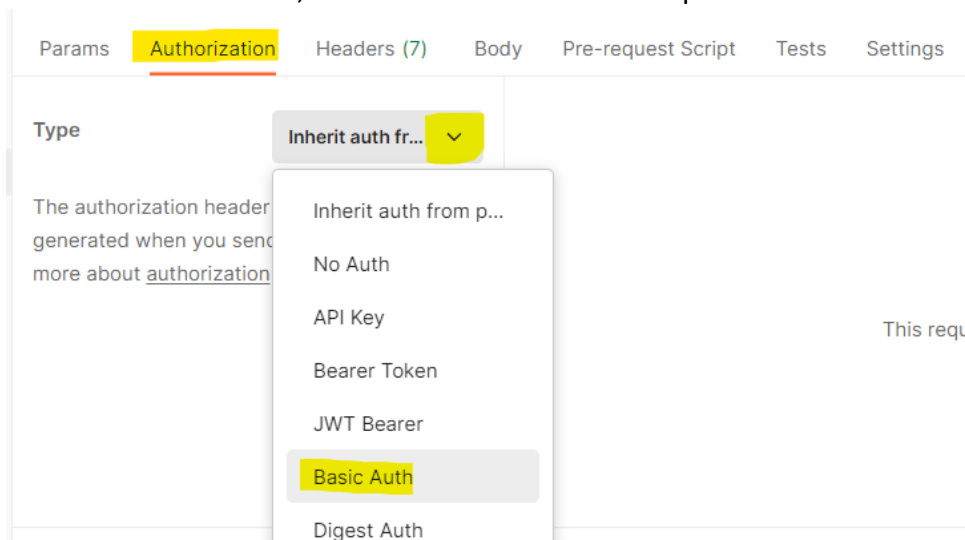 Params Authorization Headers (7) Body Pre-request Script Tests Settings
Type
Inherit auth fr...
The authorization header
generated when you send
more about authorization
Inherit auth from p...
No Auth
API Key
Bearer Token
JWT Bearer
Basic Auth
Digest Auth
This requ